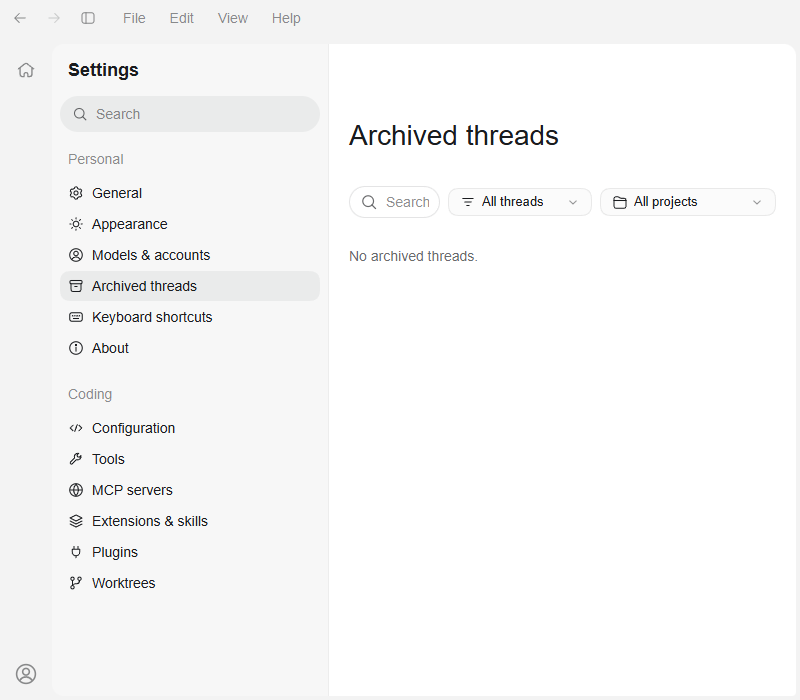 File Edit View Help
Settings
Search
Personal
General
Appearance
Models & accounts
Archived threads
Keyboard shortcuts
About
Coding
Configuration
Tools
MCP servers
Extensions & skills
Plugins
Worktrees
Archived threads
Search All threads All projects
No archived threads.